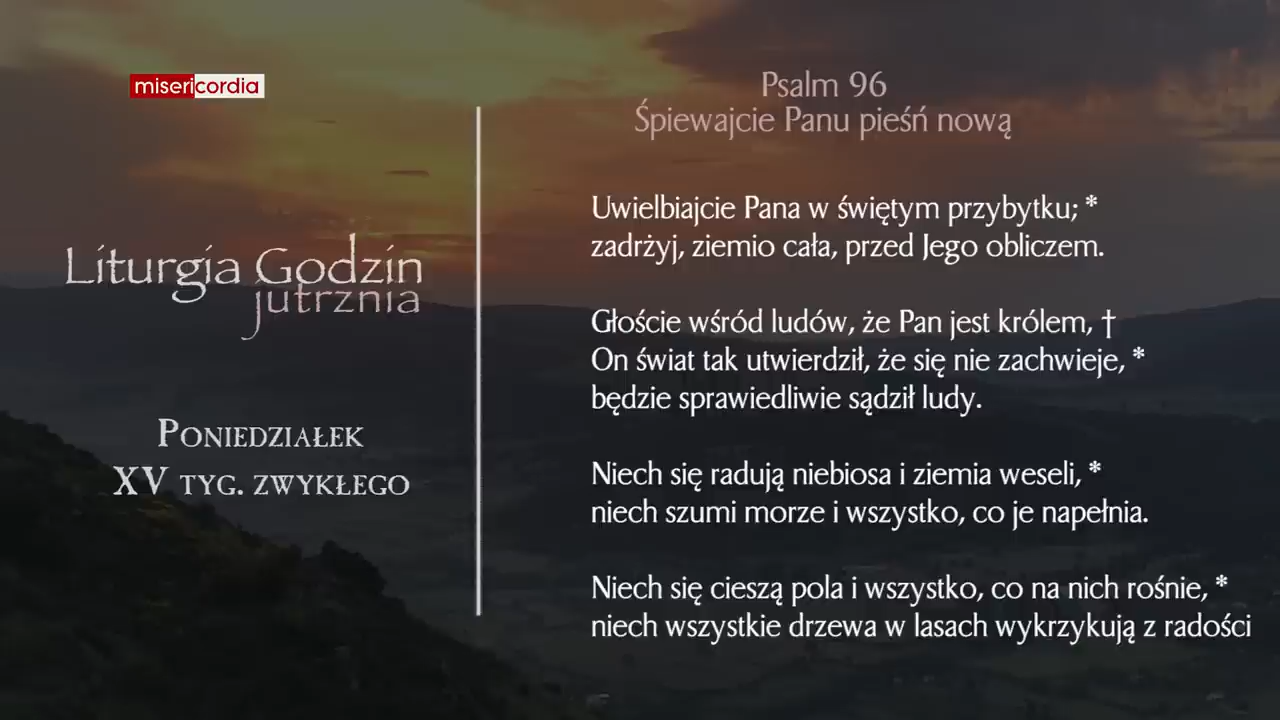 misericordia
Liturgia Godzin
jutrznia
Poniedziałek
XV tyg. zwykłego
Psalm 96
Śpiewajcie Panu pieśń nową
Uwielbiajcie Pana w świętym przybytku; *
zadrżyj, ziemio cała, przed Jego obliczem.
Głoście wśród ludów, że Pan jest królem, †
On świat tak utwierdził, że się nie zachwieje, *
będzie sprawiedliwie sądził ludy.
Niech się radują niebiosa i ziemia weseli, *
niech szumi morze i wszystko, co je napełnia.
Niech się cieszą pola i wszystko, co na nich rośnie, *
niech wszystkie drzewa w lasach wykrzykują z radości